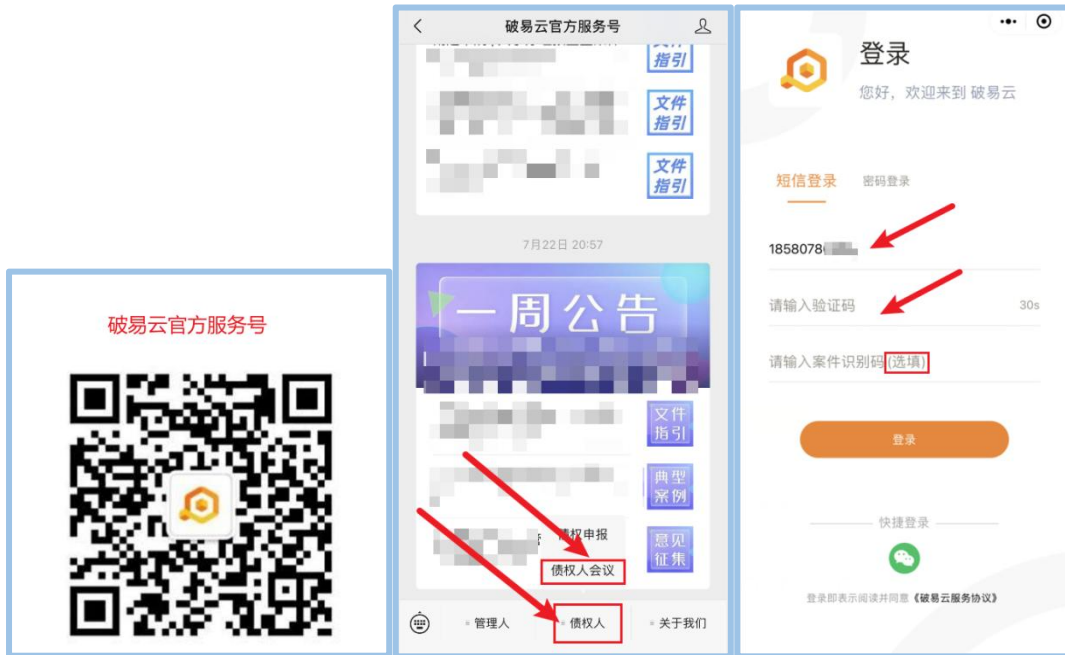 破易云官方服务号
破易云官方服务号
指引
文件
指引
文件
指引
7月22日 20:57
一周公告
文件
指引
典型
案例
债权申报
意见
征集
债权人会议
管理人
债权人
关于我们
登录
您好，欢迎来到 破易云
短信登录 密码登录
1858078
请输入验证码 30s
请输入案件识别码(选填)
登录
快捷登录
登录即表示阅读并同意《破易云服务协议》